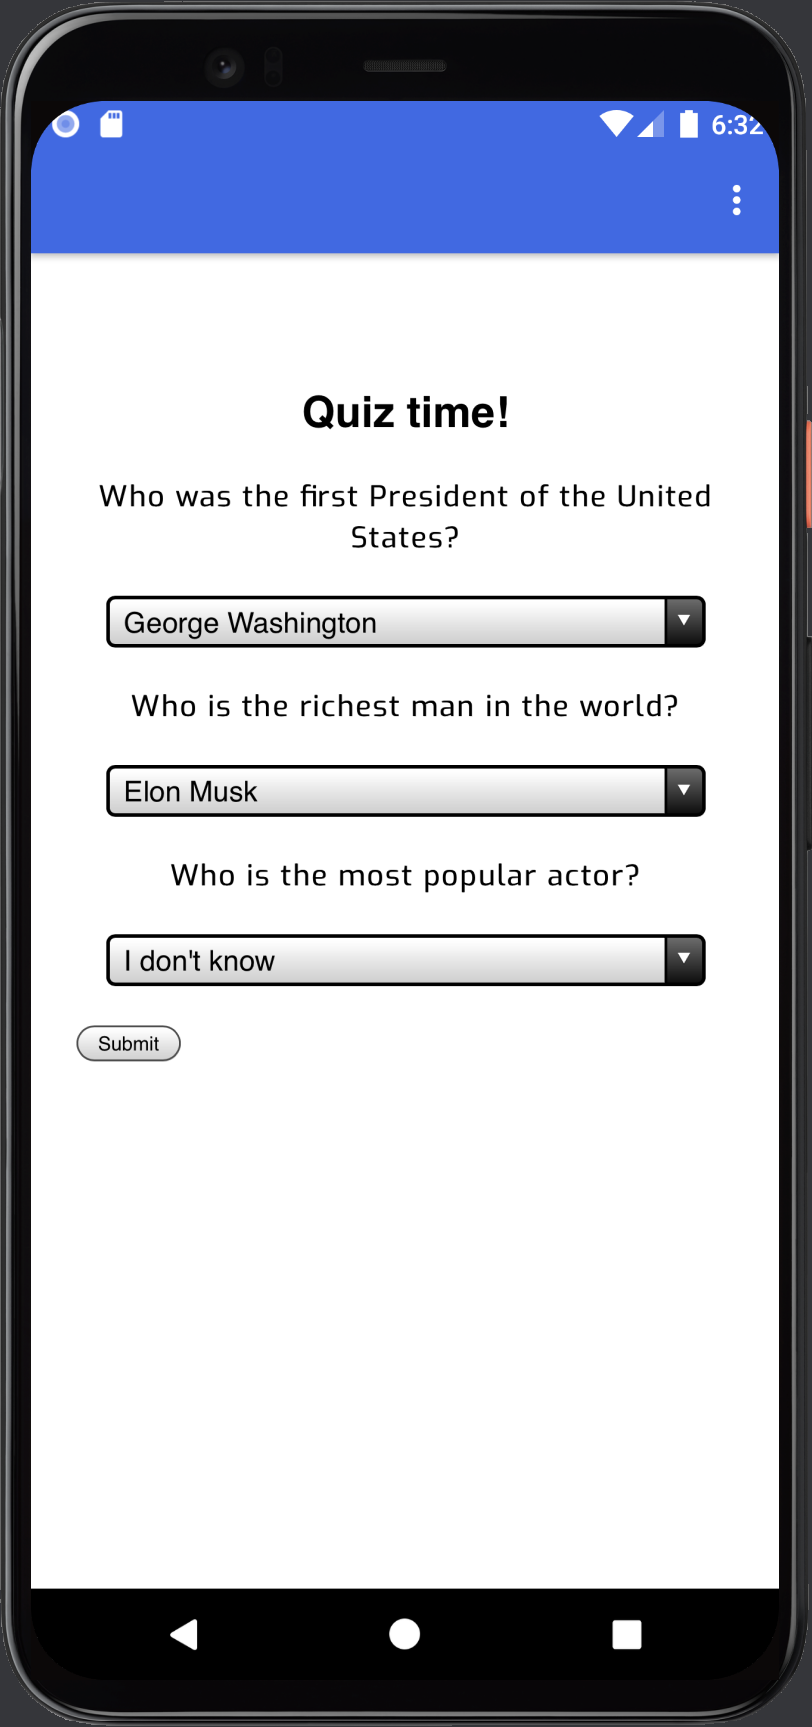 6:32
Quiz time!
Who was the first President of the United
States?
George Washington
Who is the richest man in the world?
Elon Musk
Who is the most popular actor?
I don't know
Submit